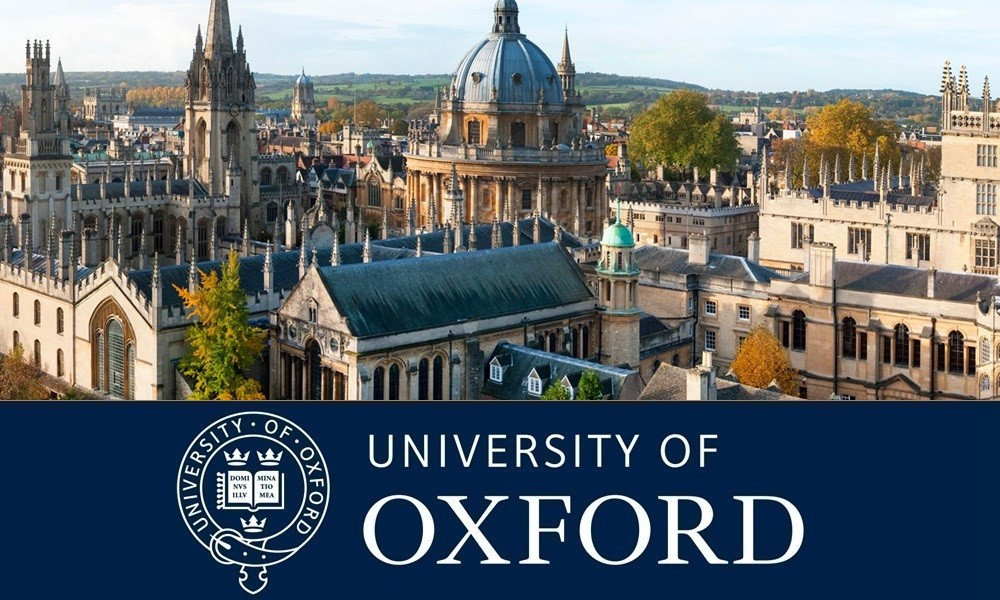 UNIVERSITY · OF · OXFORD
DOMI MINA
NVS TIO
ILLV MEA
UNIVERSITY OF
OXFORD